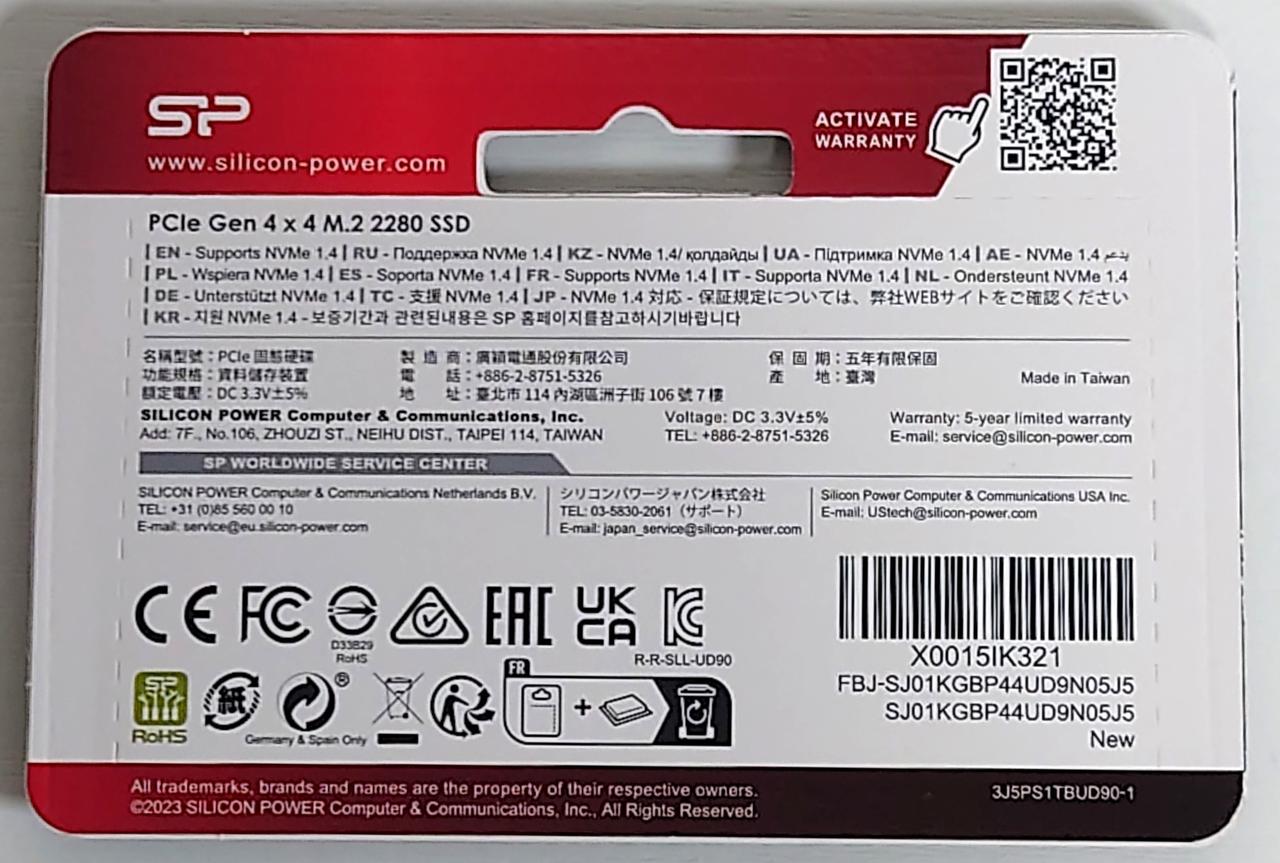 SP
www.silicon-power.com
ACTIVATE
WARRANTY
PCIe Gen 4 x 4 M.2 2280 SSD
| EN - Supports NVMe 1.4 | RU - Поддержка NVMe 1.4 | KZ - NVMe 1.4/ қолдайды | UA - Підтримка NVMe 1.4 | AE - NVMe 1.4 يدعم
| PL - Wspiera NVMe 1.4 | ES - Soporta NVMe 1.4 | FR - Supports NVMe 1.4 | IT - Supporta NVMe 1.4 | NL - Ondersteunt NVMe 1.4
| DE - Unterstützt NVMe 1.4 | TC - 支援 NVMe 1.4 | JP - NVMe 1.4 対応 - 保証規定については、弊社WEBサイトをご確認ください
| KR - 지원 NVMe 1.4 - 보증기간과 관련된내용은 SP 홈페이지를참고하시기바랍니다
名稱型號：PCIe 固態硬碟 製造商：廣穎電通股份有限公司 保固期：五年有限保固
功能規格：資料儲存裝置 電話：+886-2-8751-5326 產地：臺灣 Made in Taiwan
額定電壓：DC 3.3V±5% 地址：臺北市 114 內湖區洲子街 106 號 7 樓
SILICON POWER Computer & Communications, Inc. Voltage: DC 3.3V±5% Warranty: 5-year limited warranty
Add: 7F., No.106, ZHOUZI ST., NEIHU DIST., TAIPEI 114, TAIWAN TEL: +886-2-8751-5326 E-mail: service@silicon-power.com
SP WORLDWIDE SERVICE CENTER
SILICON POWER Computer & Communications Netherlands B.V.
TEL: +31 (0)85 560 00 10
E-mail: service@eu.silicon-power.com
シリコンパワージャパン株式会社
TEL: 03-5830-2061（サポート）
E-mail: japan_service@silicon-power.com
Silicon Power Computer & Communications USA Inc.
E-mail: UStech@silicon-power.com
CE FC
D33B29
RoHS
EAC
UK
CA
R-R-SLL-UD90
X0015IK321
FBJ-SJ01KGBP44UD9N05J5
SJ01KGBP44UD9N05J5
New
SP
RoHS
紙
®
Germany & Spain Only
FR
+
All trademarks, brands and names are the property of their respective owners.
©2023 SILICON POWER Computer & Communications, Inc., All Rights Reserved.
3J5PS1TBUD90-1